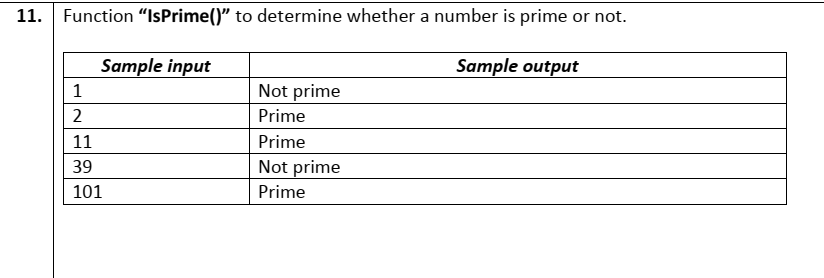 11. Function “IsPrime()” to determine whether a number is prime or not.
Sample input Sample output
1 Not prime
2 Prime
11 Prime
39 Not prime
101 Prime